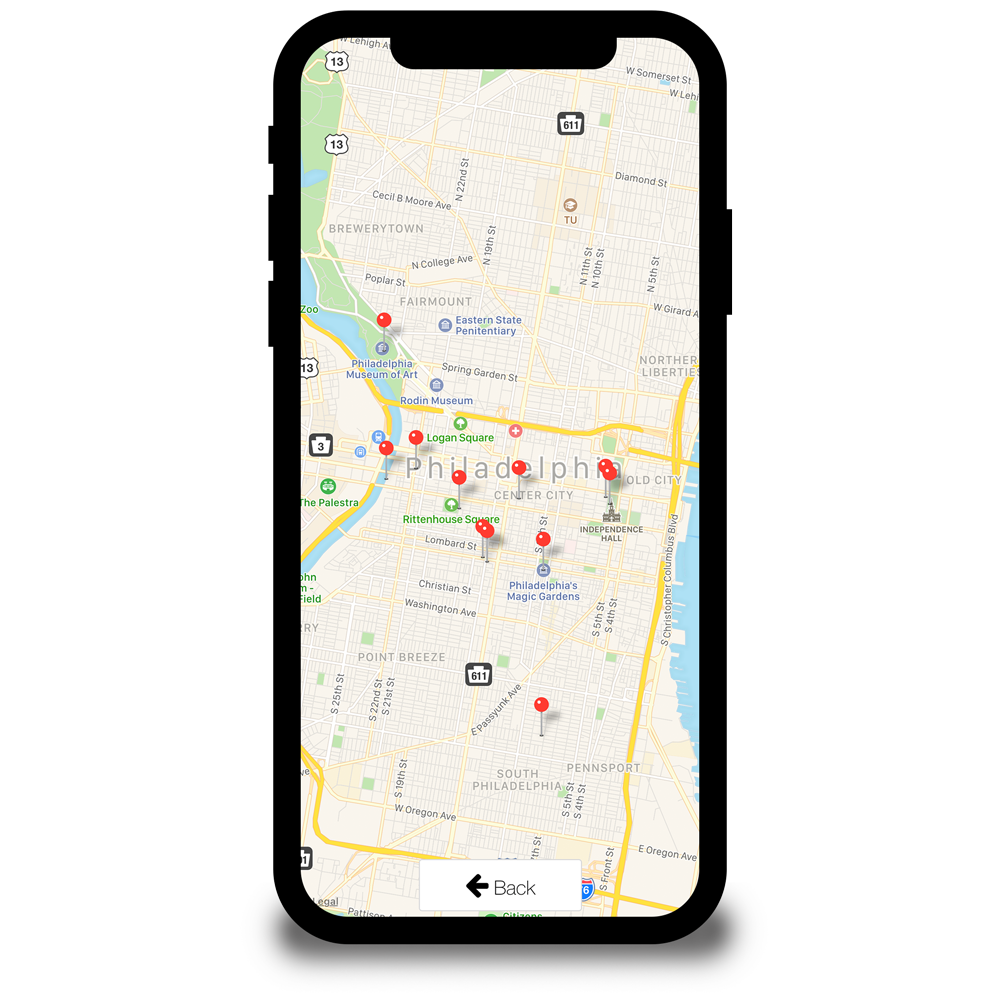 W Lehigh Av
13
W Somerset St
W Lehi
611
13
Diamond St
N 22nd St
Cecil B Moore Ave
TU
BREWERYTOWN
N 19th St
N College Ave
N 11th St
N 10th St
N 5th St
Poplar St
Zoo
FAIRMOUNT
W Girard A
Eastern State
Penitentiary
Philadelphia
Museum of Art
13
Spring Garden St
NORTHER
LIBERTIES
Rodin Museum
3
Logan Square
Philadelphia
OLD CITY
CENTER CITY
The Palestra
Rittenhouse Square
INDEPENDENCE
HALL
Lombard St
S Christopher Columbus Blvd
ohn
m -
Field
Christian St
Philadelphia's
Magic Gardens
Washington Ave
S 5th St
S 4th St
RRY
POINT BREEZE
611
S 25th St
S 22nd St
S 21st St
E Passyunk Ave
SOUTH
PHILADELPHIA
PENNSPORT
S 19th St
S 5th St
S 4th St
W Oregon Ave
E Oregon Ave
S Front St
7th St
Back
egal
Pattison A
Citizens